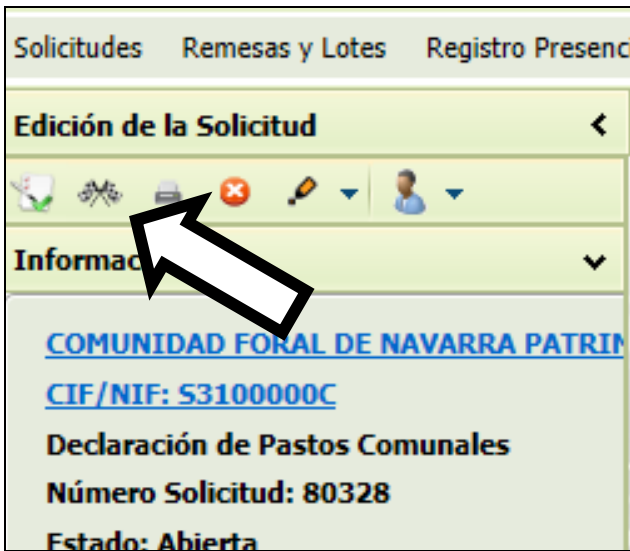 Solicitudes Remesas y Lotes Registro Presenc
Edición de la Solicitud
Informac
COMUNIDAD FORAL DE NAVARRA PATRIM
CIF/NIF: S3100000C
Declaración de Pastos Comunales
Número Solicitud: 80328
Estado: Abierta